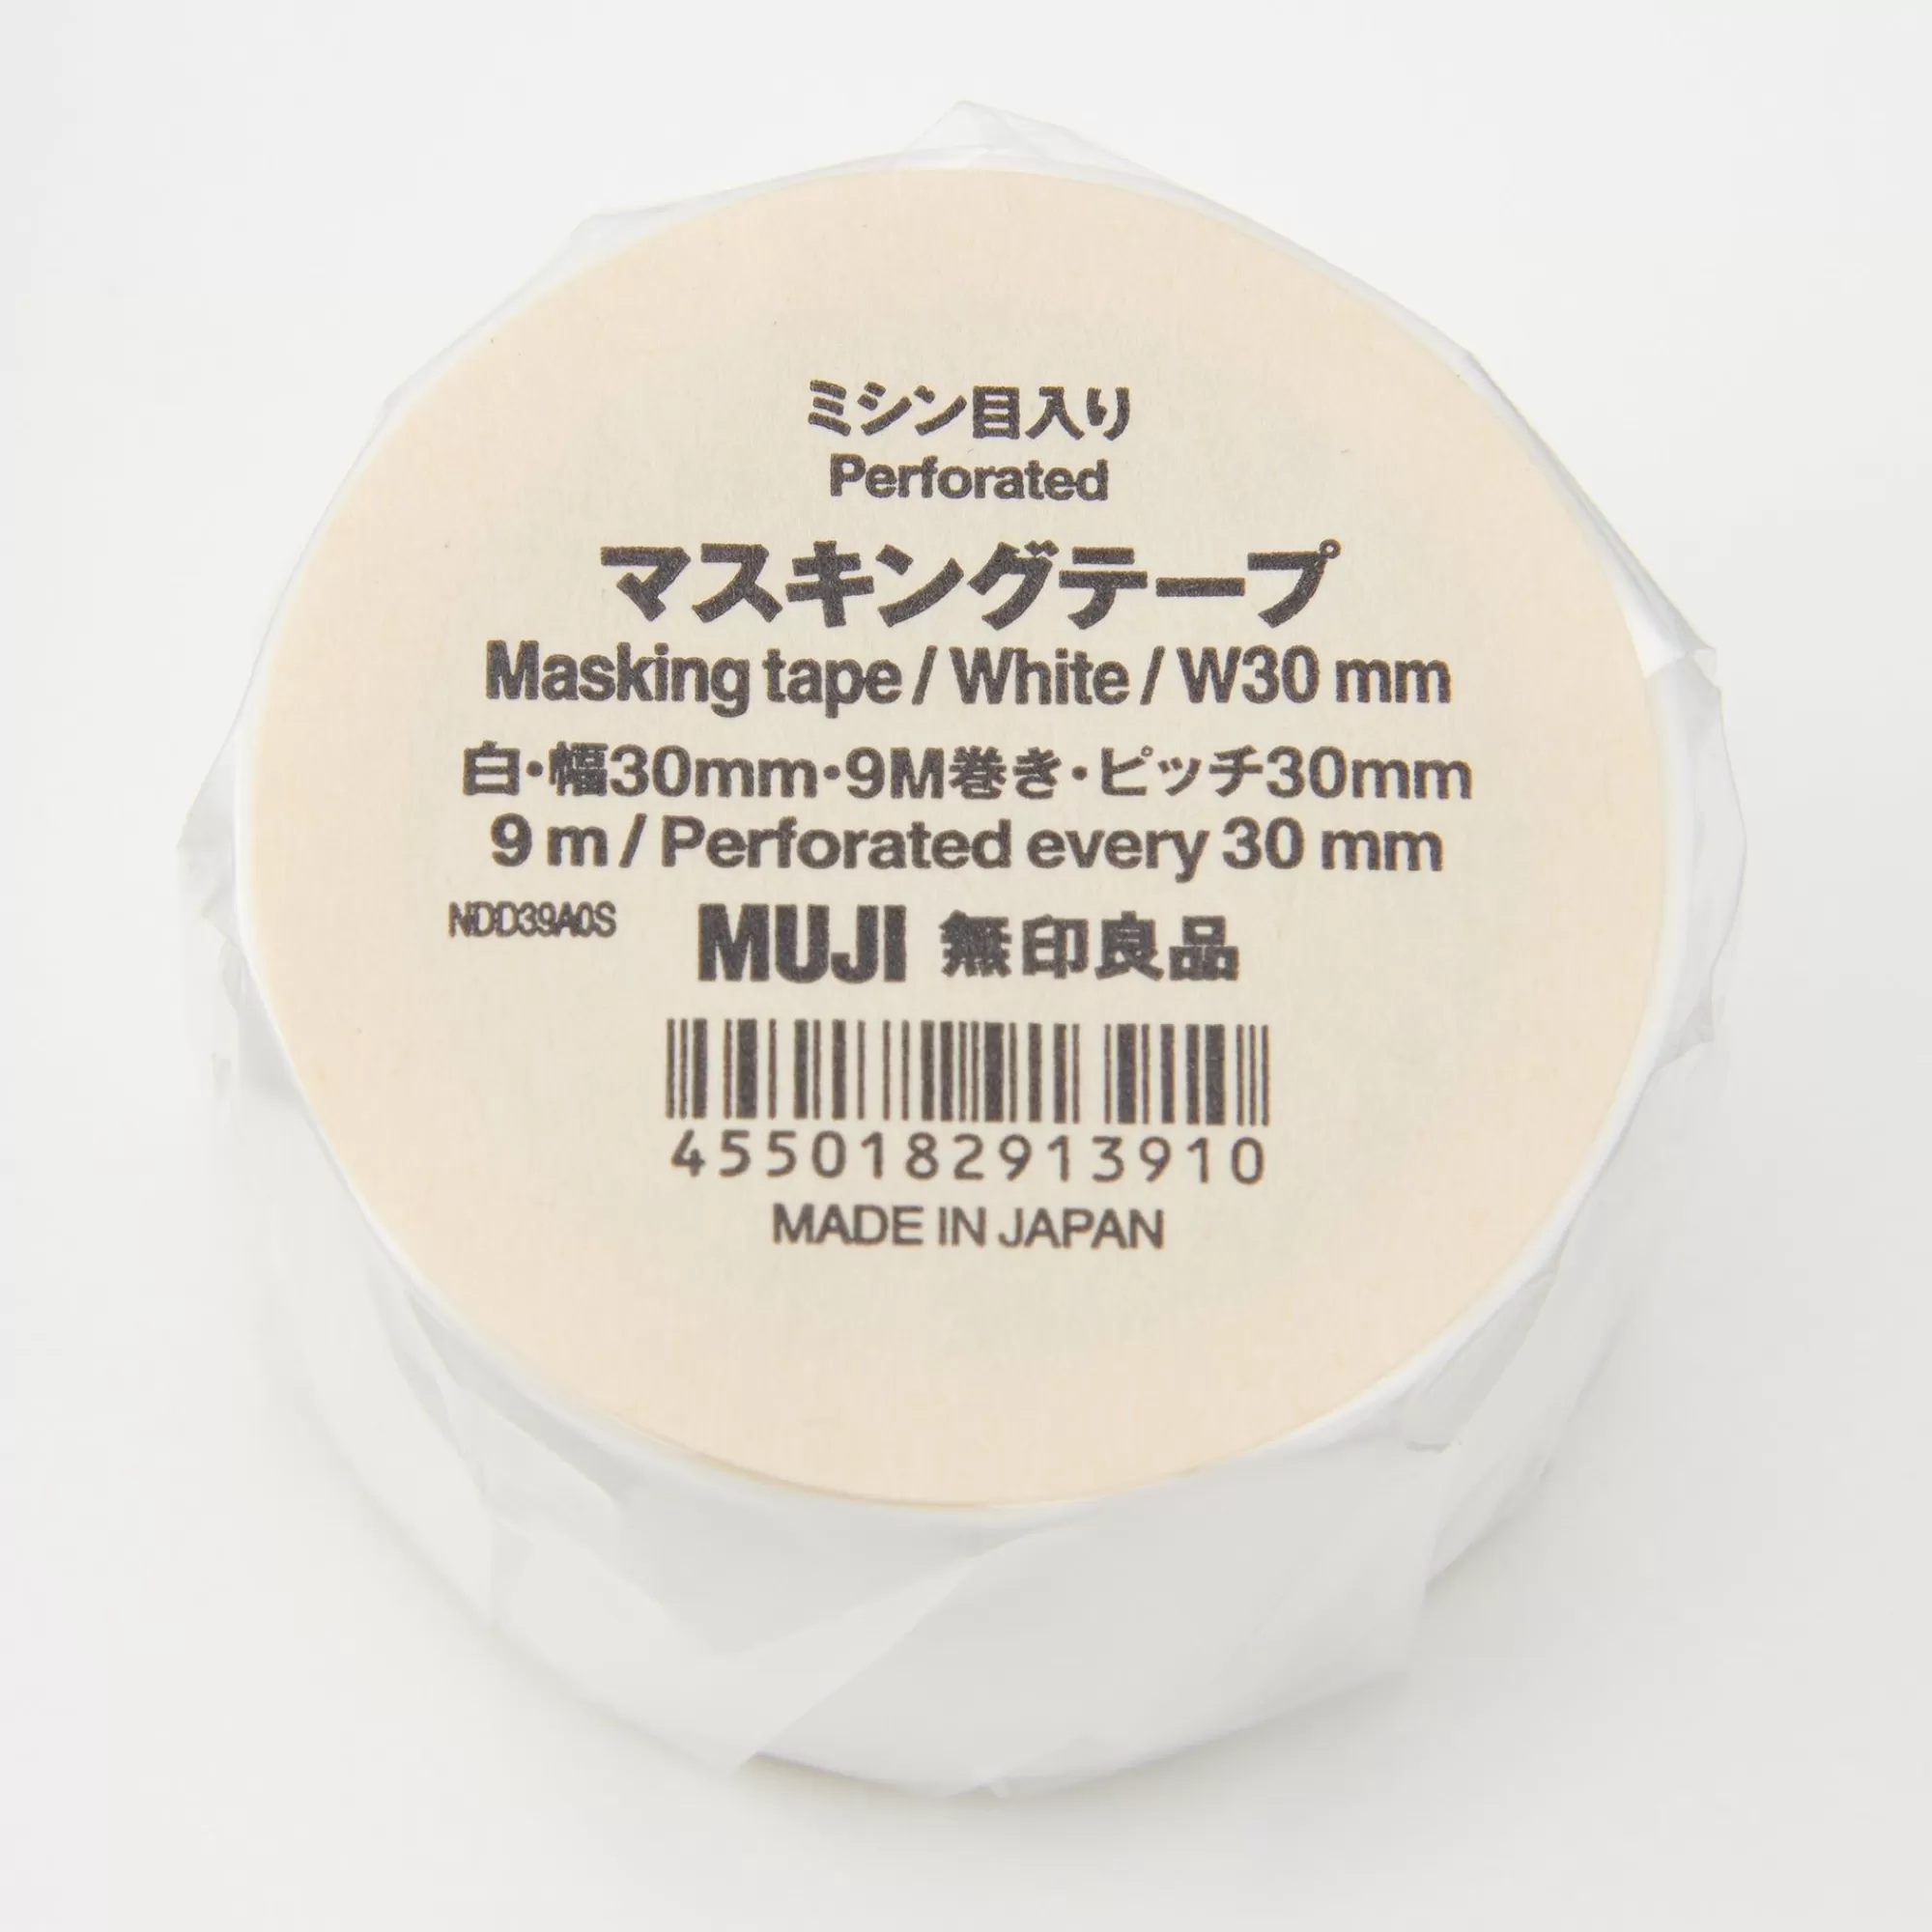 ミシン目入り
Perforated
マスキングテープ
Masking tape / White / W30 mm
白・幅30mm・9M巻き・ピッチ30mm
9 m / Perforated every 30 mm
NDD39A0S
MUJI 無印良品
4550182913910
MADE IN JAPAN